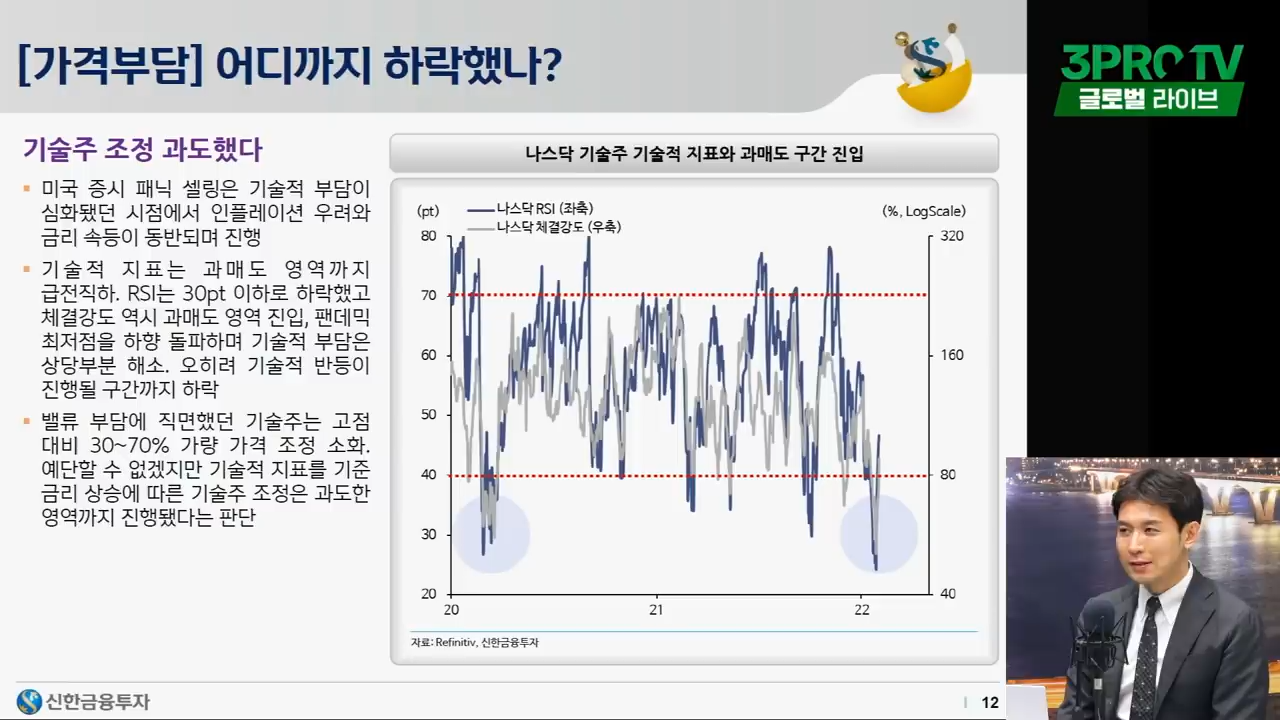 [가격부담] 어디까지 하락했나?
3PRO TV
글로벌 라이브
기술주 조정 과도했다
미국 증시 패닉 셀링은 기술적 부담이
심화됐던 시점에서 인플레이션 우려와
금리 속등이 동반되며 진행
기술적 지표는 과매도 영역까지
급전직하. RSI는 30pt 이하로 하락했고
체결강도 역시 과매도 영역 진입, 팬데믹
최저점을 하향 돌파하며 기술적 부담은
상당부분 해소. 오히려 기술적 반등이
진행될 구간까지 하락
밸류 부담에 직면했던 기술주는 고점
대비 30~70% 가량 가격 조정 소화.
예단할 수 없겠지만 기술적 지표를 기준
금리 상승에 따른 기술주 조정은 과도한
영역까지 진행됐다는 판단
나스닥 기술주 기술적 지표와 과매도 구간 진입
(pt)
나스닥 RSI (좌축)
나스닥 체결강도 (우축)
(%, LogScale)
80
70
60
50
40
30
20
320
160
80
40
20
21
22
자료: Refinitiv, 신한금융투자
신한금융투자
12